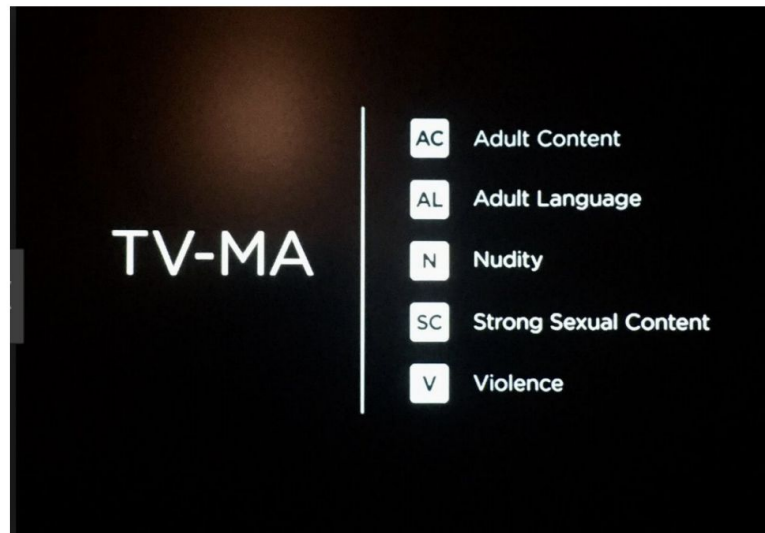 TV-MA
AC Adult Content
AL Adult Language
N Nudity
SC Strong Sexual Content
V Violence